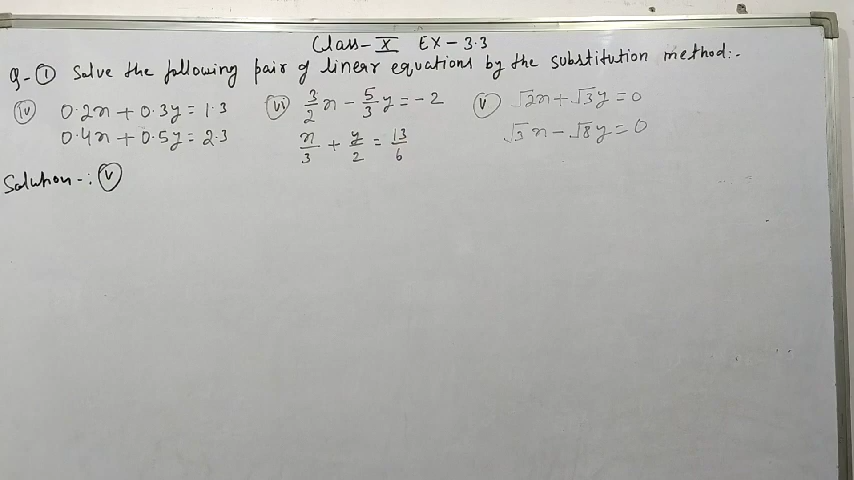 Class - X EX - 3.3
Q-① Solve the following pair of linear equations by the substitution method:-
(iv) 0.2x + 0.3y = 1.3 (vi) 3/2 x - 5/3 y = -2 (v) √2x + √3y = 0
0.4x + 0.5y = 2.3 x/3 + y/2 = 13/6 √3x - √8y = 0
Solution-: (v)